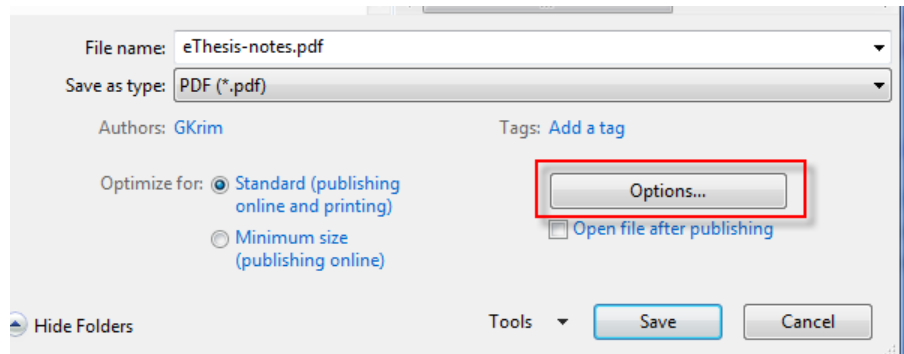 File name: eThesis-notes.pdf
Save as type: PDF (*.pdf)
Authors: GKrim
Tags: Add a tag
Optimize for: Standard (publishing
online and printing)
Minimum size
(publishing online)
Options...
Open file after publishing
Hide Folders
Tools
Save
Cancel